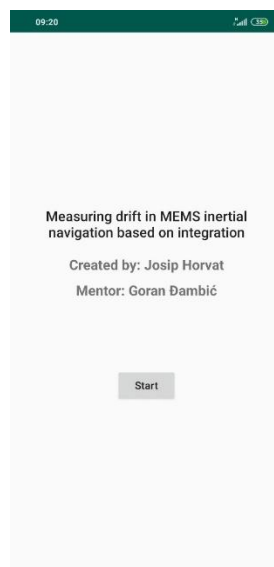 09:20
Measuring drift in MEMS inertial
navigation based on integration
Created by: Josip Horvat
Mentor: Goran Đambić
Start